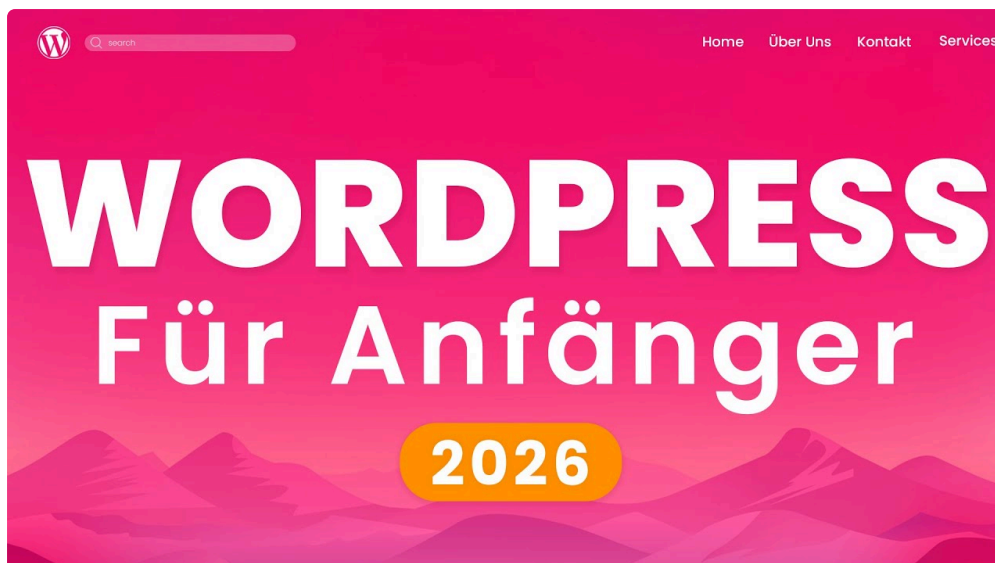 search
Home Über Uns Kontakt Services
WORDPRESS
Für Anfänger
2026